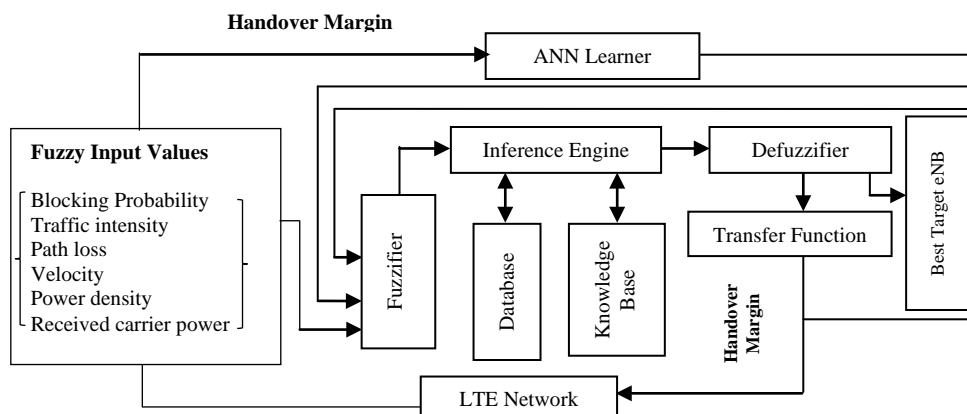 Handover Margin
ANN Learner
Fuzzy Input Values
Blocking Probability
Traffic intensity
Path loss
Velocity
Power density
Received carrier power
Fuzzifier
Inference Engine
Database
Knowledge
Base
Defuzzifier
Transfer Function
Best Target eNB
Handover
Margin
LTE Network